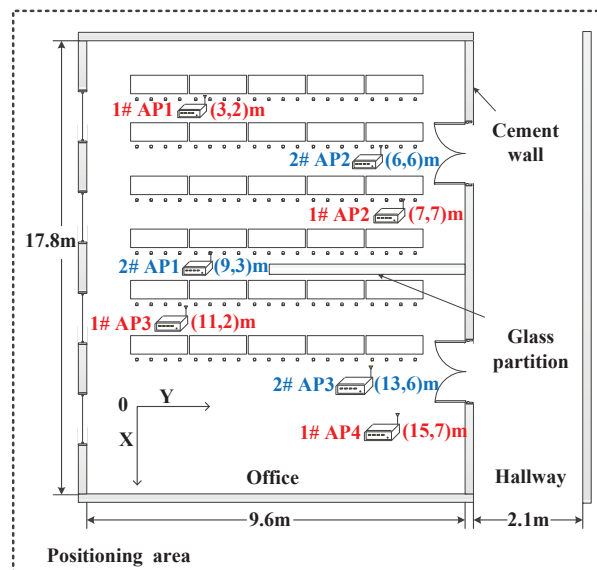 1# AP1 (3,2)m
Cement
wall
2# AP2 (6,6)m
1# AP2 (7,7)m
17.8m
2# AP1 (9,3)m
1# AP3 (11,2)m
Glass
partition
2# AP3 (13,6)m
0 Y
X
1# AP4 (15,7)m
Office
Hallway
9.6m
2.1m
Positioning area